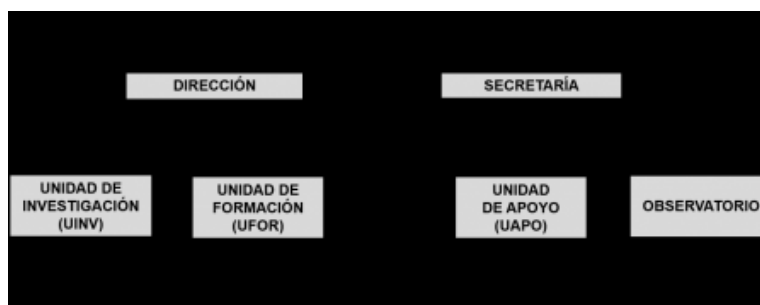 DIRECCIÓN
SECRETARÍA
UNIDAD DE
INVESTIGACIÓN
(UINV)
UNIDAD DE
FORMACIÓN
(UFOR)
UNIDAD
DE APOYO
(UAPO)
OBSERVATORIO